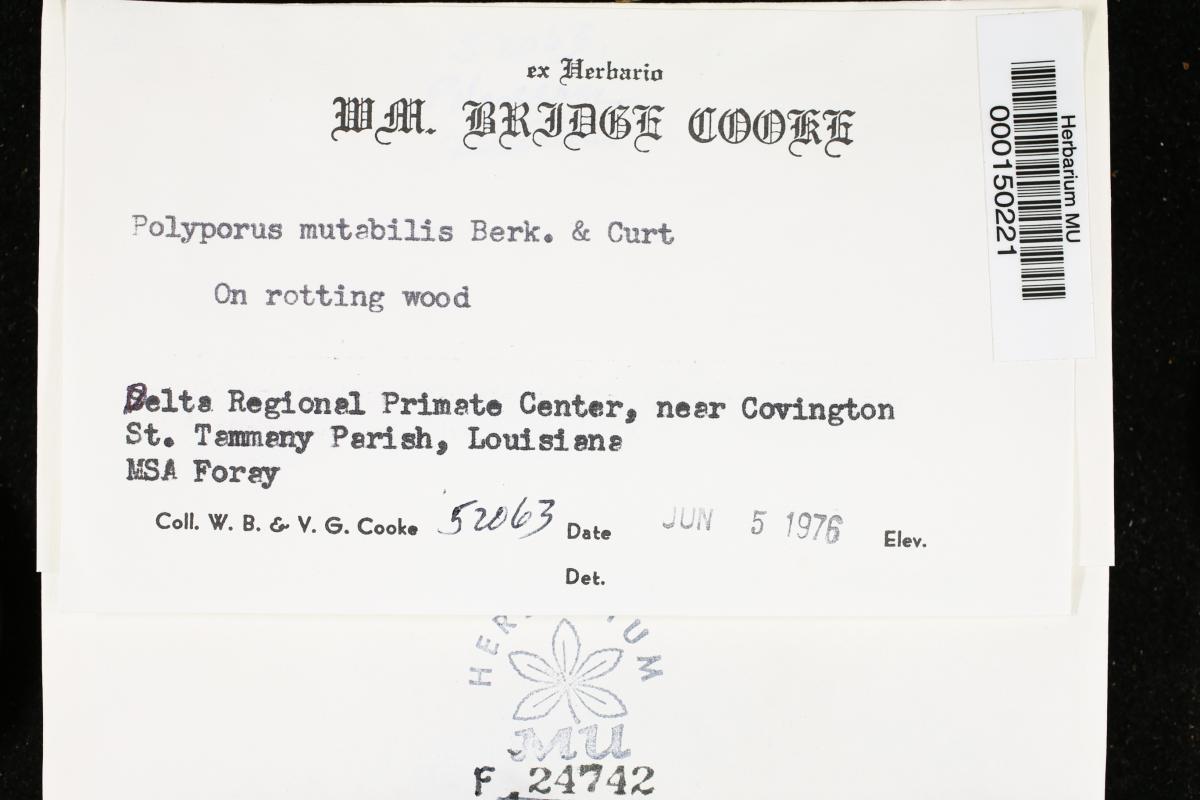 ex Herbario
WM. BRIDGE COOKE
Herbarium MU
000150221
Polyporus mutabilis Berk. & Curt
On rotting wood
Delta Regional Primate Center, near Covington
St. Tammany Parish, Louisiana
MSA Foray
Coll. W. B. & V. G. Cooke 52063 Date JUN 5 1976 Elev.
Det.
MU
F. 24742